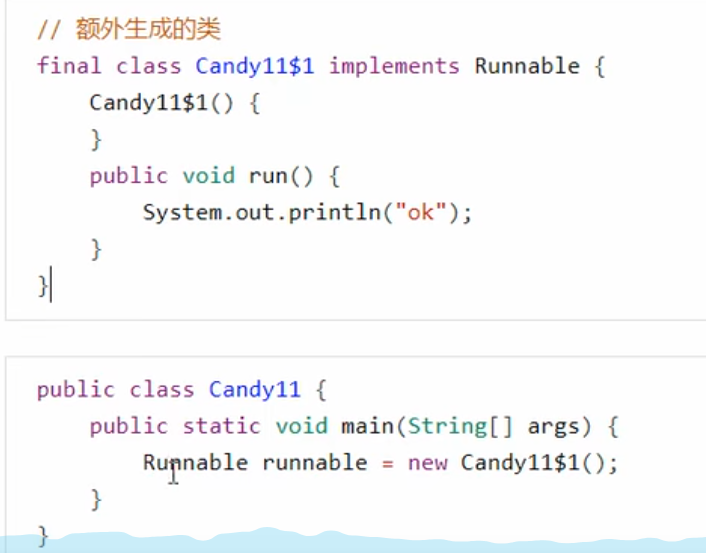 // 额外生成的类
final class Candy11$1 implements Runnable {
Candy11$1() {
}
public void run() {
System.out.println("ok");
}
}
public class Candy11 {
public static void main(String[] args) {
Runnable runnable = new Candy11$1();
}
}